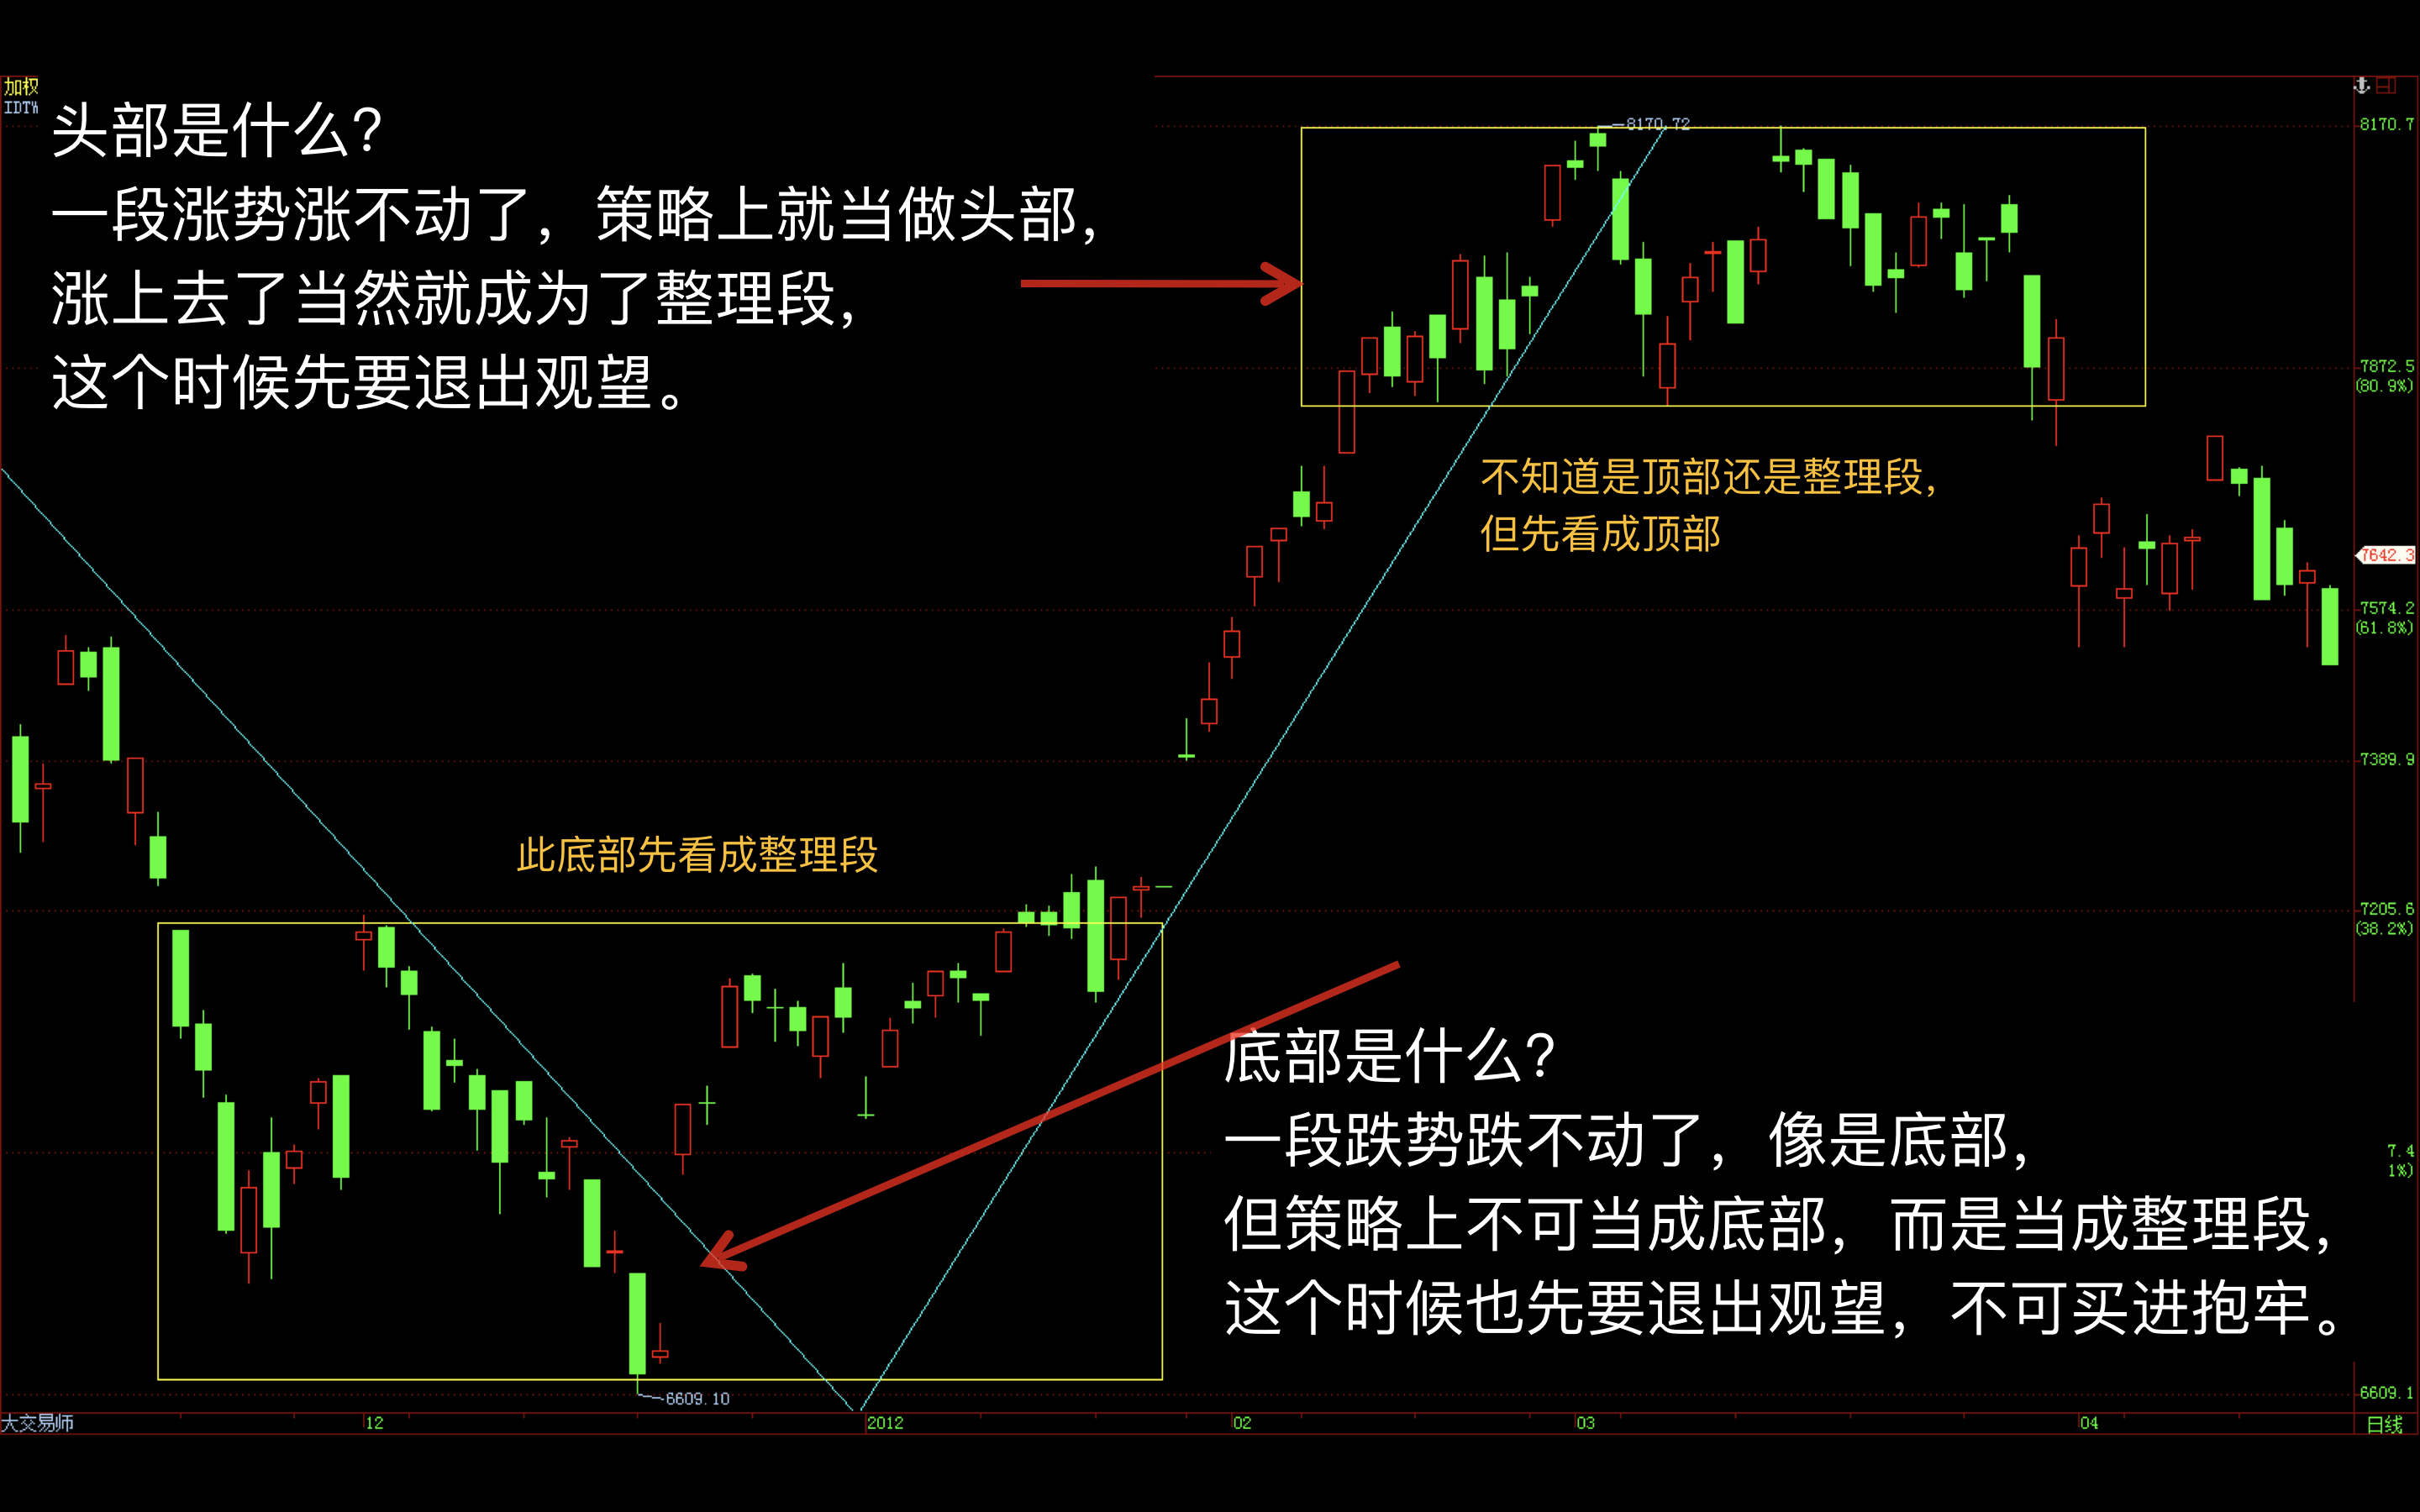 加权
IDTW
头部是什么？
一段涨势涨不动了，策略上就当做头部，
涨上去了当然就成为了整理段，
这个时候先要退出观望。
8170.72
8170.7
7872.5
(80.9%)
不知道是顶部还是整理段，
但先看成顶部
7642.3
7574.2
(61.8%)
7389.9
此底部先看成整理段
7205.6
(38.2%)
底部是什么？
一段跌势跌不动了，像是底部，
但策略上不可当成底部，而是当成整理段，
这个时候也先要退出观望，不可买进抱牢。
7.4
1%)
6609.10
6609.1
大交易师
12
2012
02
03
04
日线